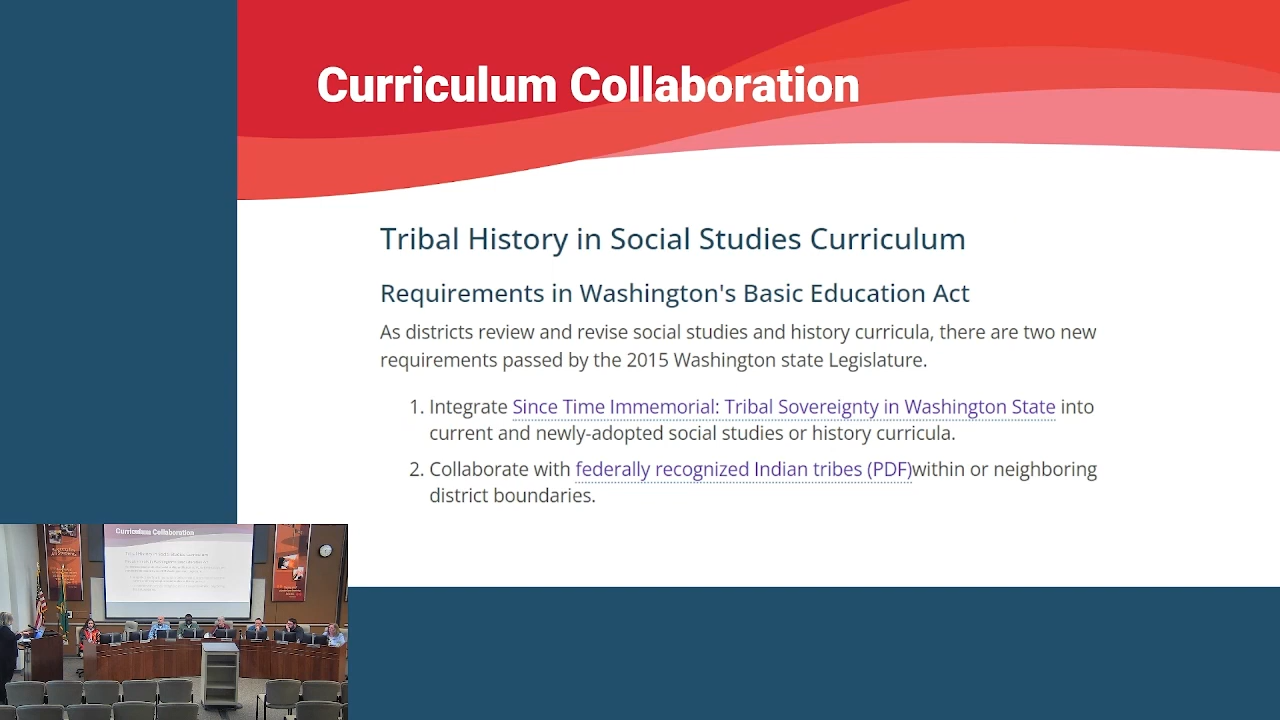 Curriculum Collaboration
Tribal History in Social Studies Curriculum
Requirements in Washington's Basic Education Act
As districts review and revise social studies and history curricula, there are two new
requirements passed by the 2015 Washington state Legislature.
1. Integrate Since Time Immemorial: Tribal Sovereignty in Washington State into
current and newly-adopted social studies or history curricula.
2. Collaborate with federally recognized Indian tribes (PDF)within or neighboring
district boundaries.
Curriculum Collaboration